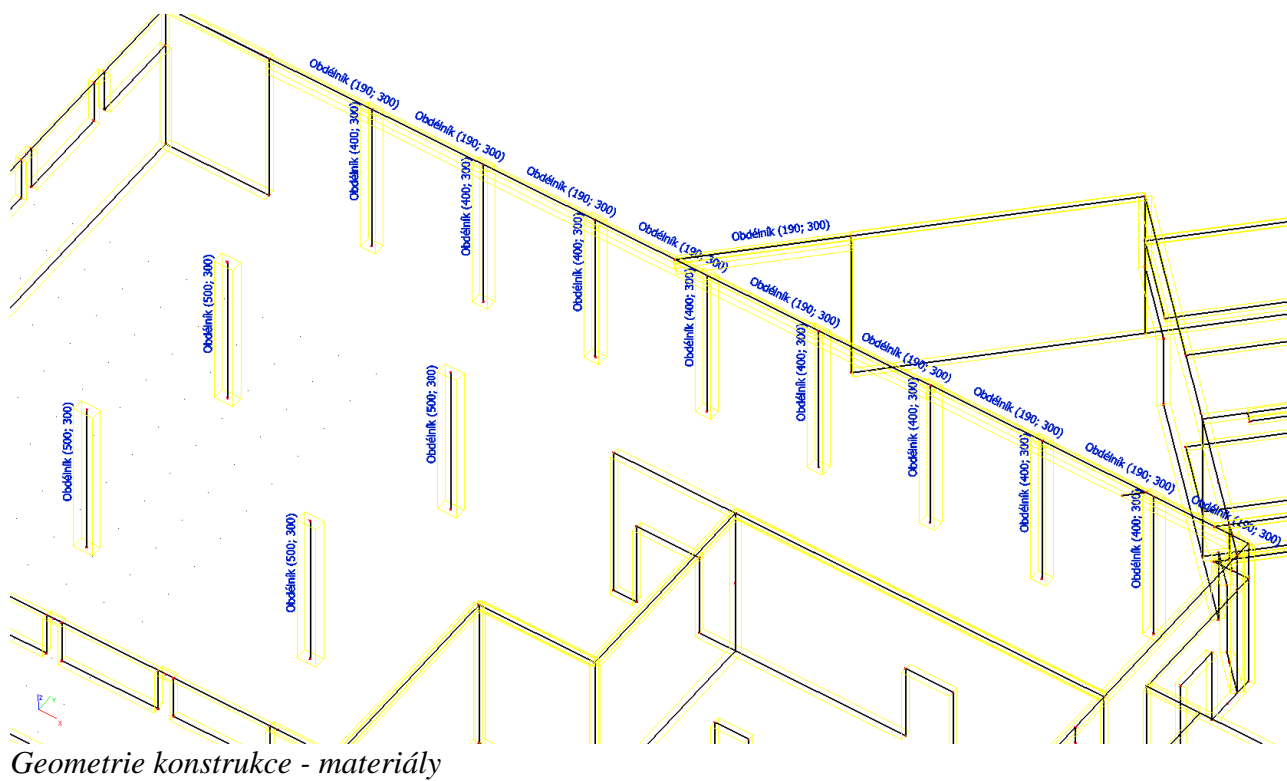 Obdélník (190; 300)
Obdélník (400; 300)
Obdélník (190; 300)
Obdélník (400; 300)
Obdélník (190; 300)
Obdélník (400; 300)
Obdélník (190; 300)
Obdélník (190; 300)
Obdélník (400; 300)
Obdélník (190; 300)
Obdélník (400; 300)
Obdélník (190; 300)
Obdélník (400; 300)
Obdélník (190; 300)
Obdélník (400; 300)
Obdélník (190; 300)
Obdélník (400; 300)
Obdélník (190; 300)
Obdélník (500; 300)
Obdélník (500; 300)
Obdélník (500; 300)
Obdélník (500; 300)
z
y
x
Geometrie konstrukce - materiály